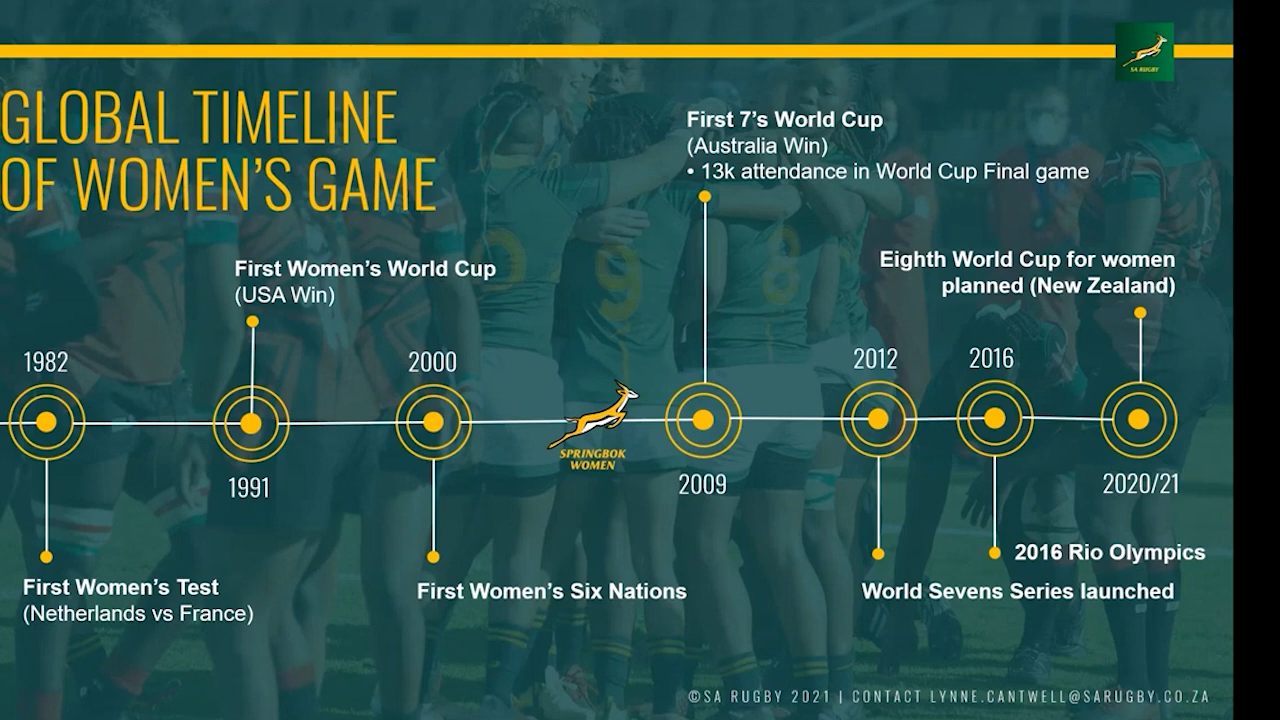 SA RUGBY
GLOBAL TIMELINE
OF WOMEN'S GAME
First 7's World Cup
(Australia Win)
• 13k attendance in World Cup Final game
First Women's World Cup
(USA Win)
Eighth World Cup for women
planned (New Zealand)
1982
2000
2012
2016
SPRINGBOK
WOMEN
1991
2009
2020/21
First Women's Test
(Netherlands vs France)
First Women's Six Nations
2016 Rio Olympics
World Sevens Series launched
9
8
©SA RUGBY 2021 | CONTACT LYNNE.CANTWELL@SARUGBY.CO.ZA